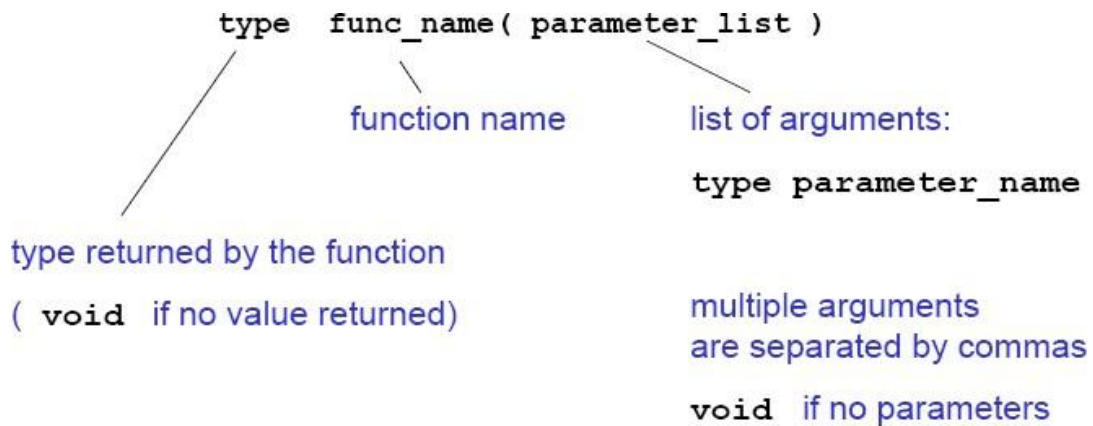 type func_name( parameter_list )
function name
list of arguments:
type parameter_name
type returned by the function
( void if no value returned)
multiple arguments
are separated by commas
void if no parameters